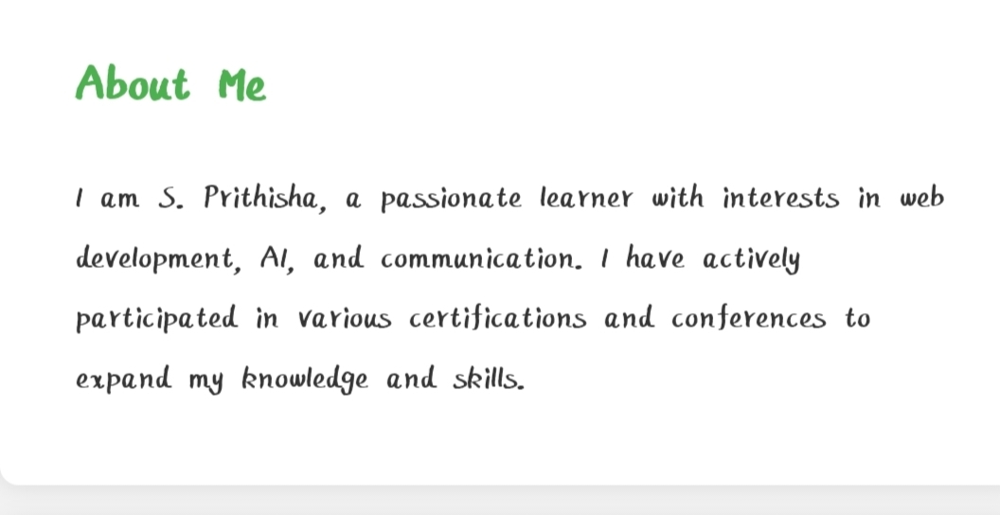 About Me
I am S. Prithisha, a passionate learner with interests in web
development, AI, and communication. I have actively
participated in various certifications and conferences to
expand my knowledge and skills.